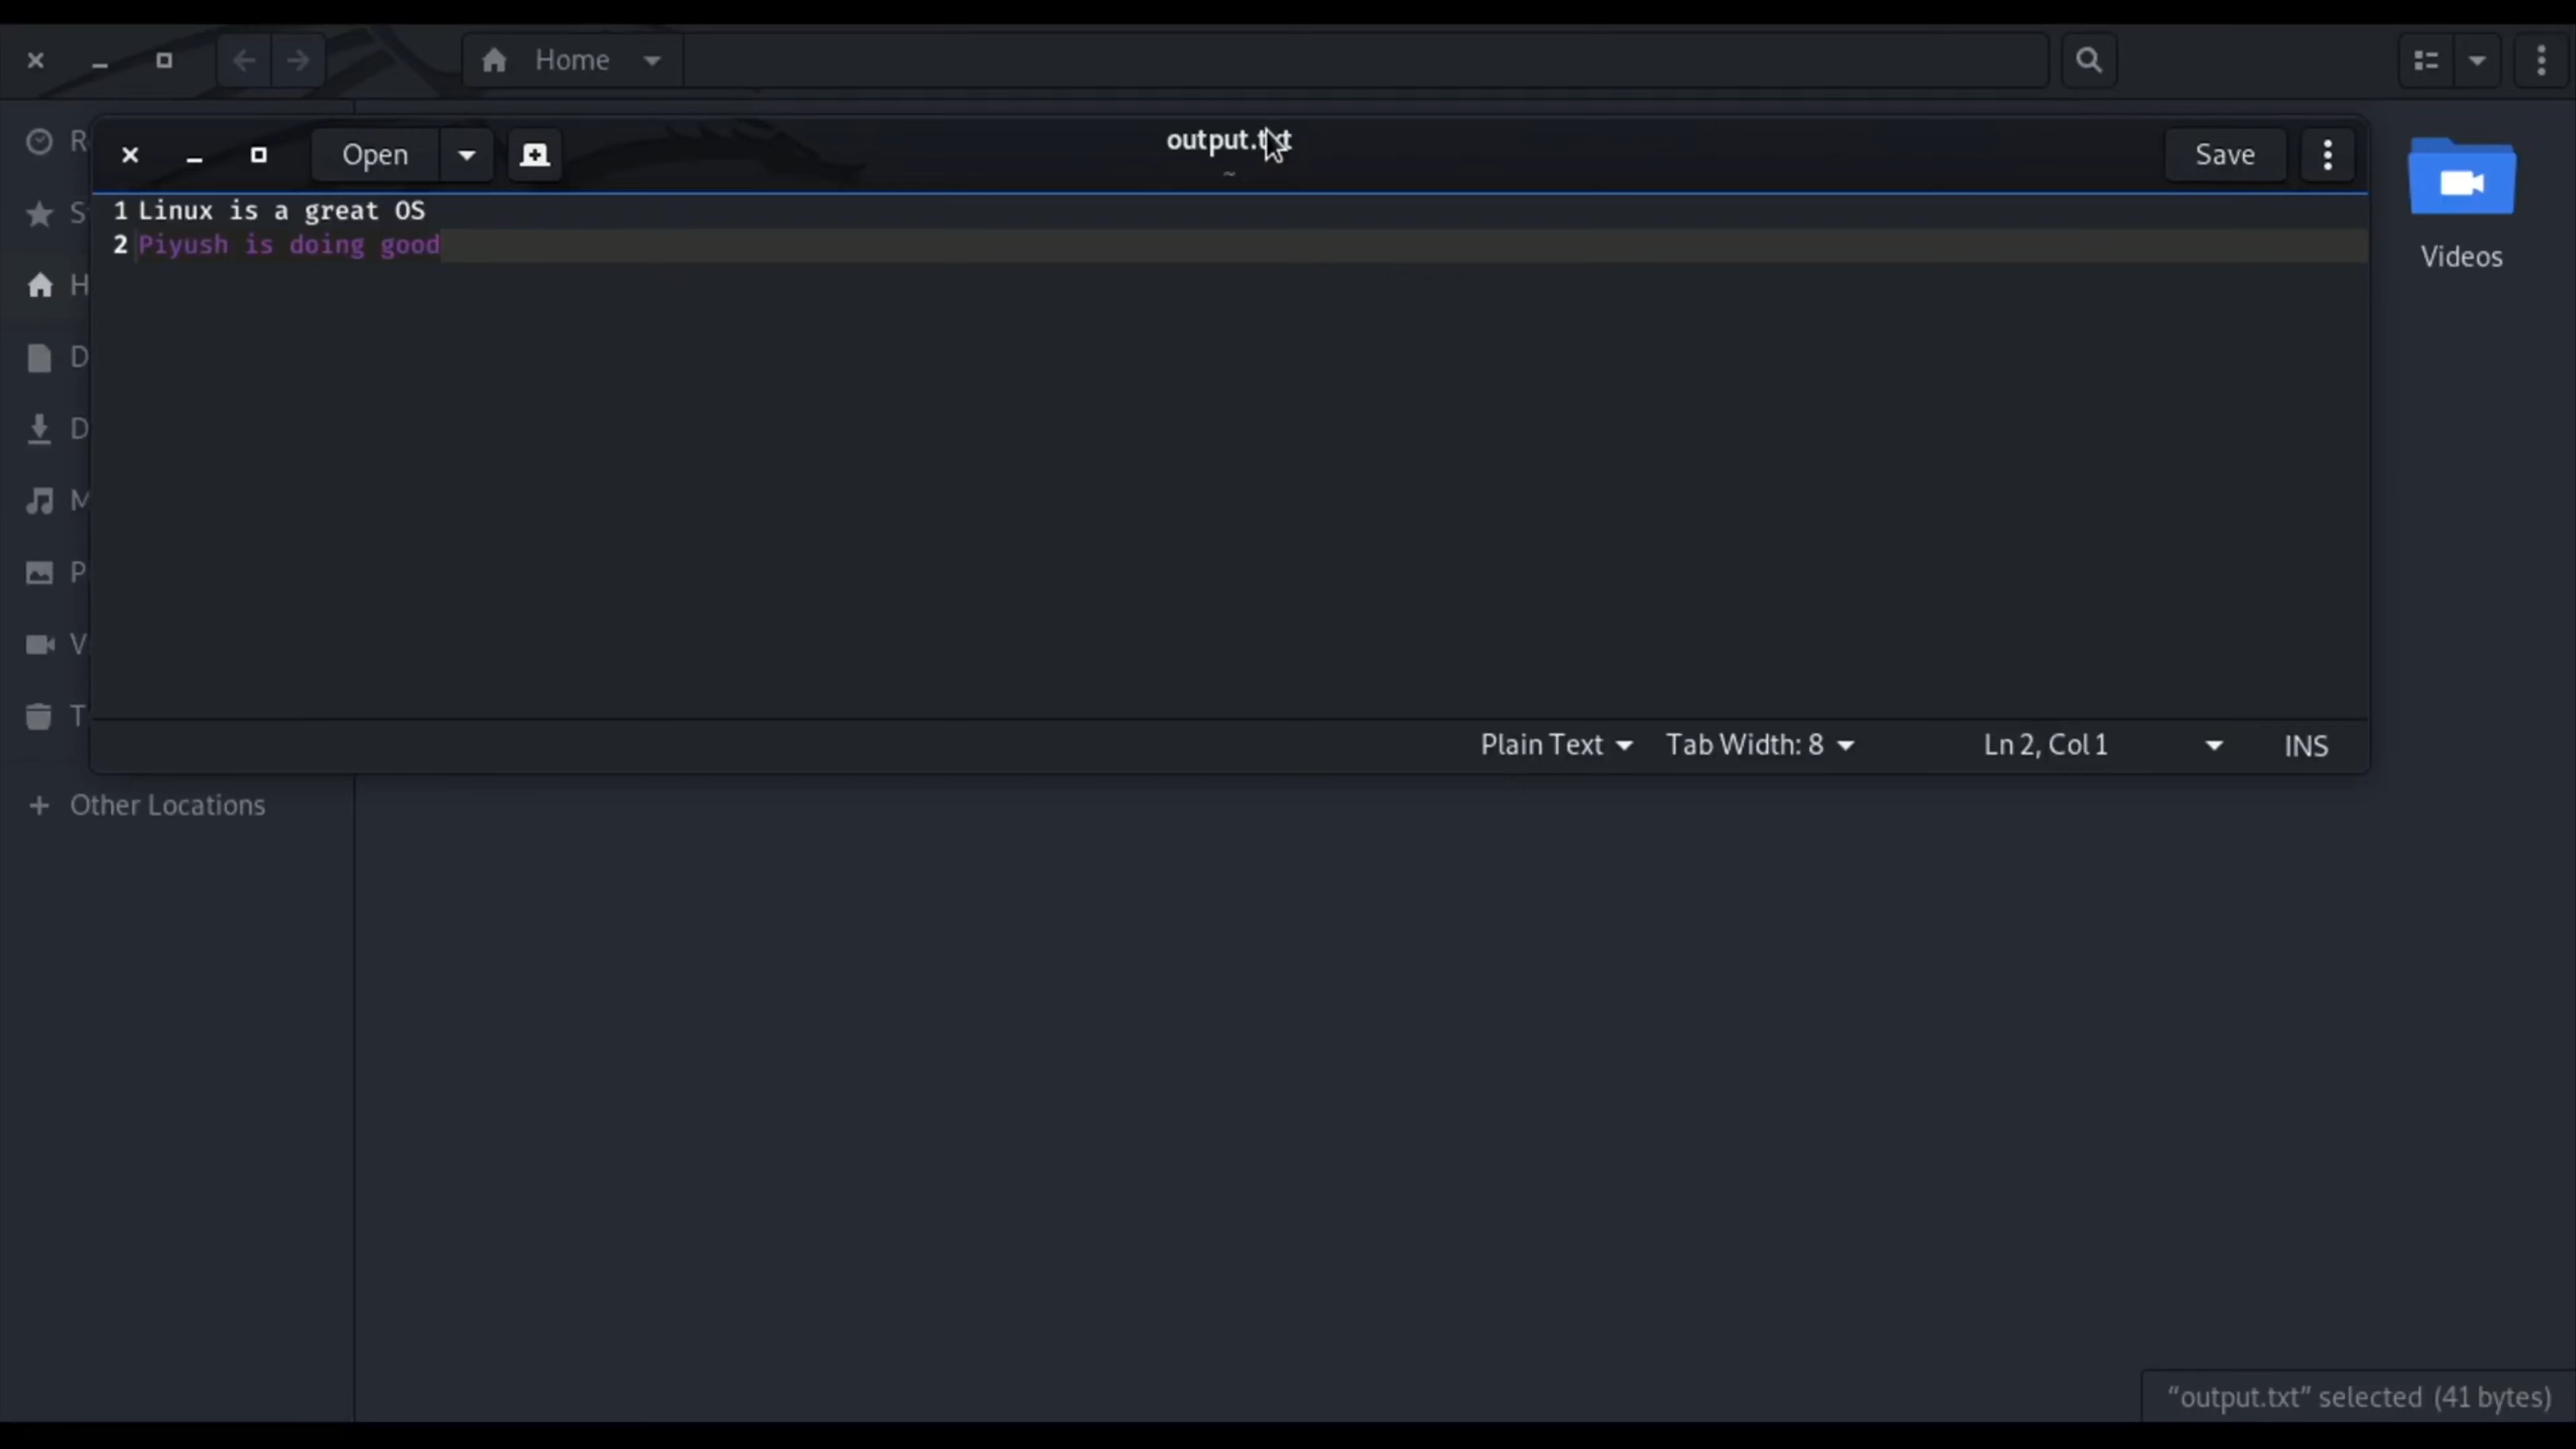 Home
output.txt
~
Open
Save
1 Linux is a great OS
2 Piyush is doing good
Videos
Plain Text
Tab Width: 8
Ln 2, Col 1
INS
Other Locations
"output.txt" selected (41 bytes)